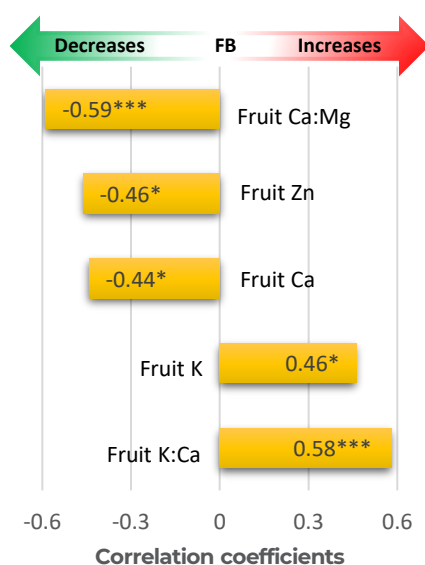 Decreases FB Increases
-0.59*** Fruit Ca:Mg
-0.46* Fruit Zn
-0.44* Fruit Ca
Fruit K 0.46*
Fruit K:Ca 0.58***
-0.6 -0.3 0 0.3 0.6
Correlation coefficients